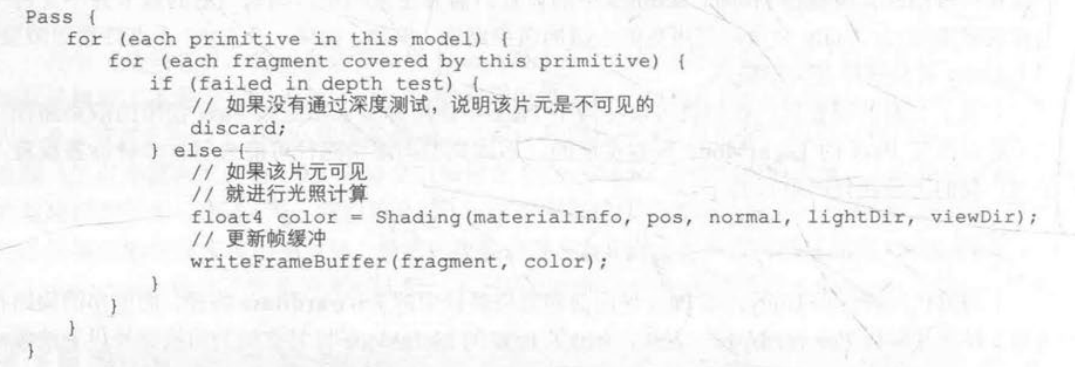 Pass {
for (each primitive in this model) {
for (each fragment covered by this primitive) {
if (failed in depth test) {
// 如果没有通过深度测试，说明该片元是不可见的
discard;
} else {
// 如果该片元可见
// 就进行光照计算
float4 color = Shading(materialInfo, pos, normal, lightDir, viewDir);
// 更新帧缓冲
writeFrameBuffer(fragment, color);
}
}
}
}